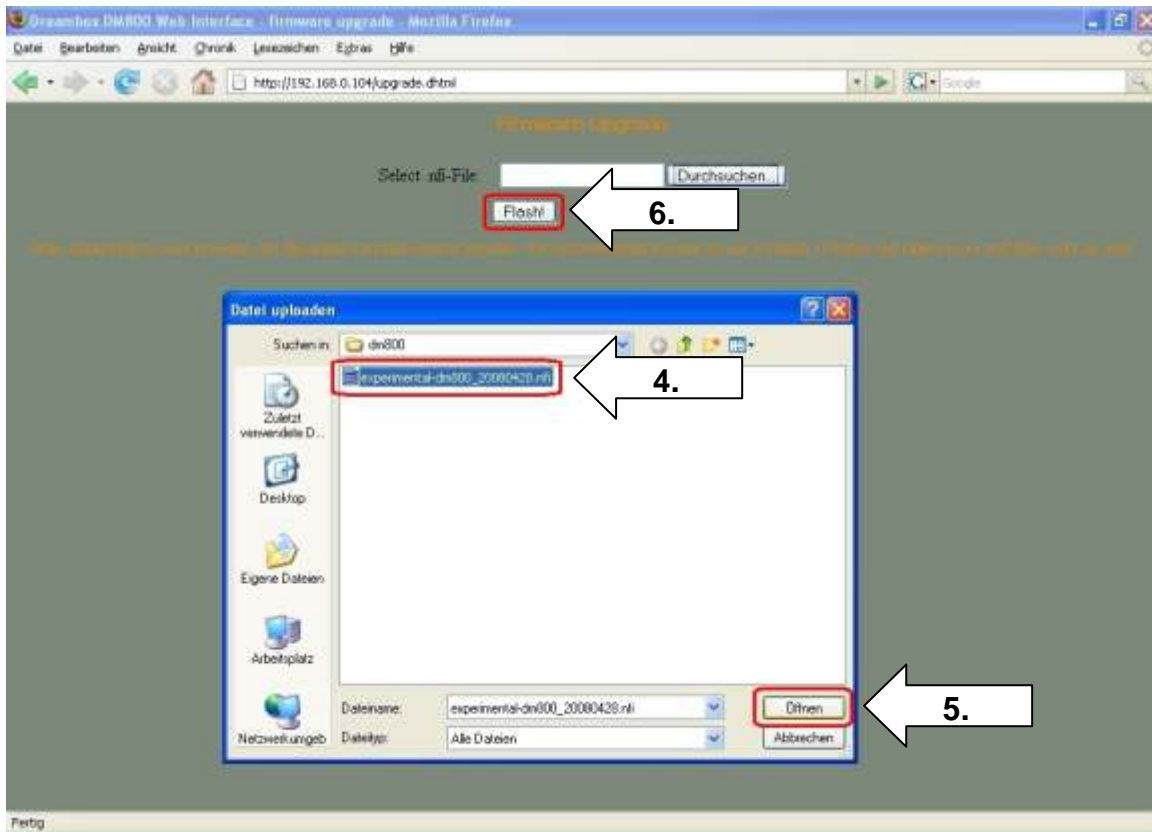 Dreambox DM800 Web Interface - firmware upgrade - Mozilla Firefox
Datei Bearbeiten Ansicht Chronik Lesezeichen Extras Hilfe
http://192.168.0.104/upgrade.dhtml
Google
Firmware Upgrade
Select .nfi-File: Durchsuchen...
Flash!
6.
Datei uploaden
Suchen in: dm800
experimental-dm800_20080428.nfi
4.
Zuletzt
verwendete D...
Desktop
Eigene Dateien
Arbeitsplatz
Netzwerkumgeb
Dateiname: experimental-dm800_20080428.nfi
Öffnen
5.
Dateityp: Alle Dateien
Abbrechen
Fertig